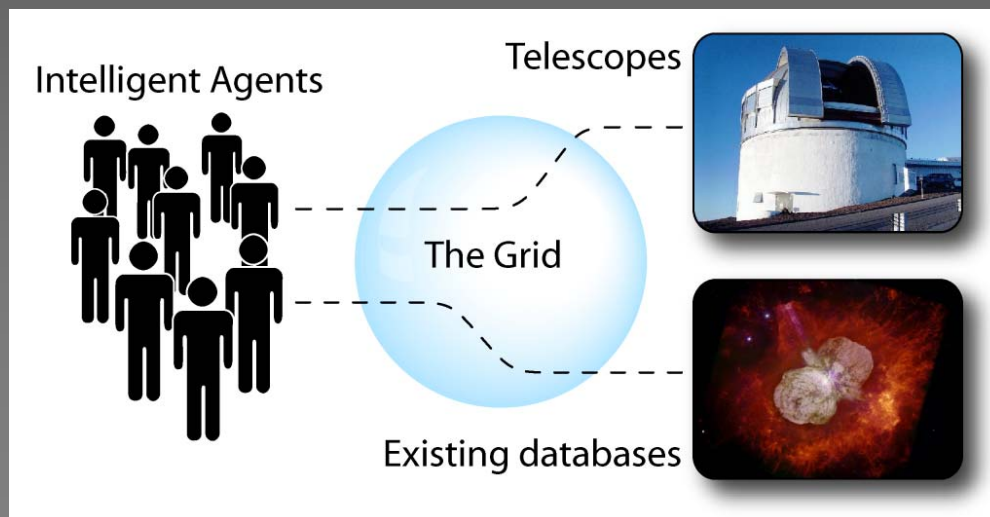 Intelligent Agents
Telescopes
The Grid
Existing databases